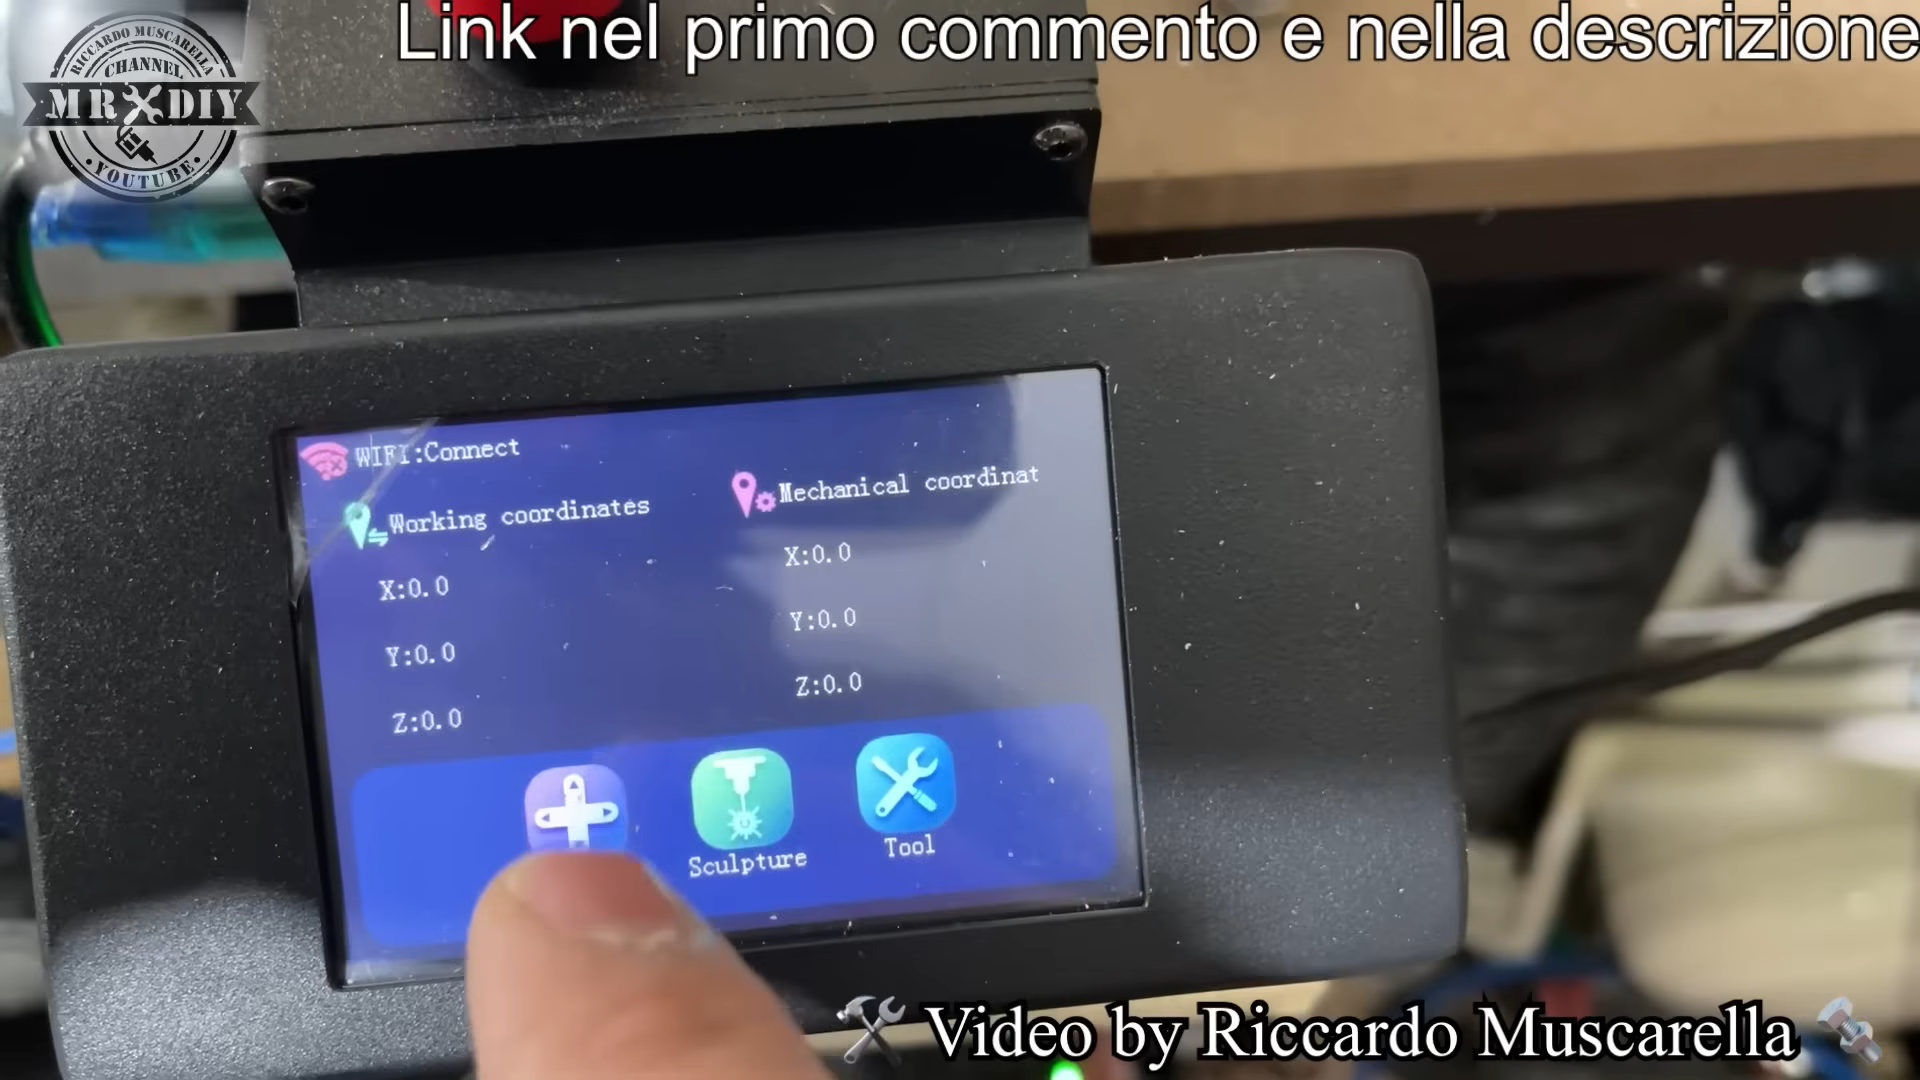 Link nel primo commento e nella descrizione
RICCARDO MUSCARELLA
CHANNEL
MR DIY
YOUTUBE
WIFI:Connect
Working coordinates
X:0.0
Y:0.0
Z:0.0
Mechanical coordinat
X:0.0
Y:0.0
Z:0.0
Sculpture
Tool
Video by Riccardo Muscarella